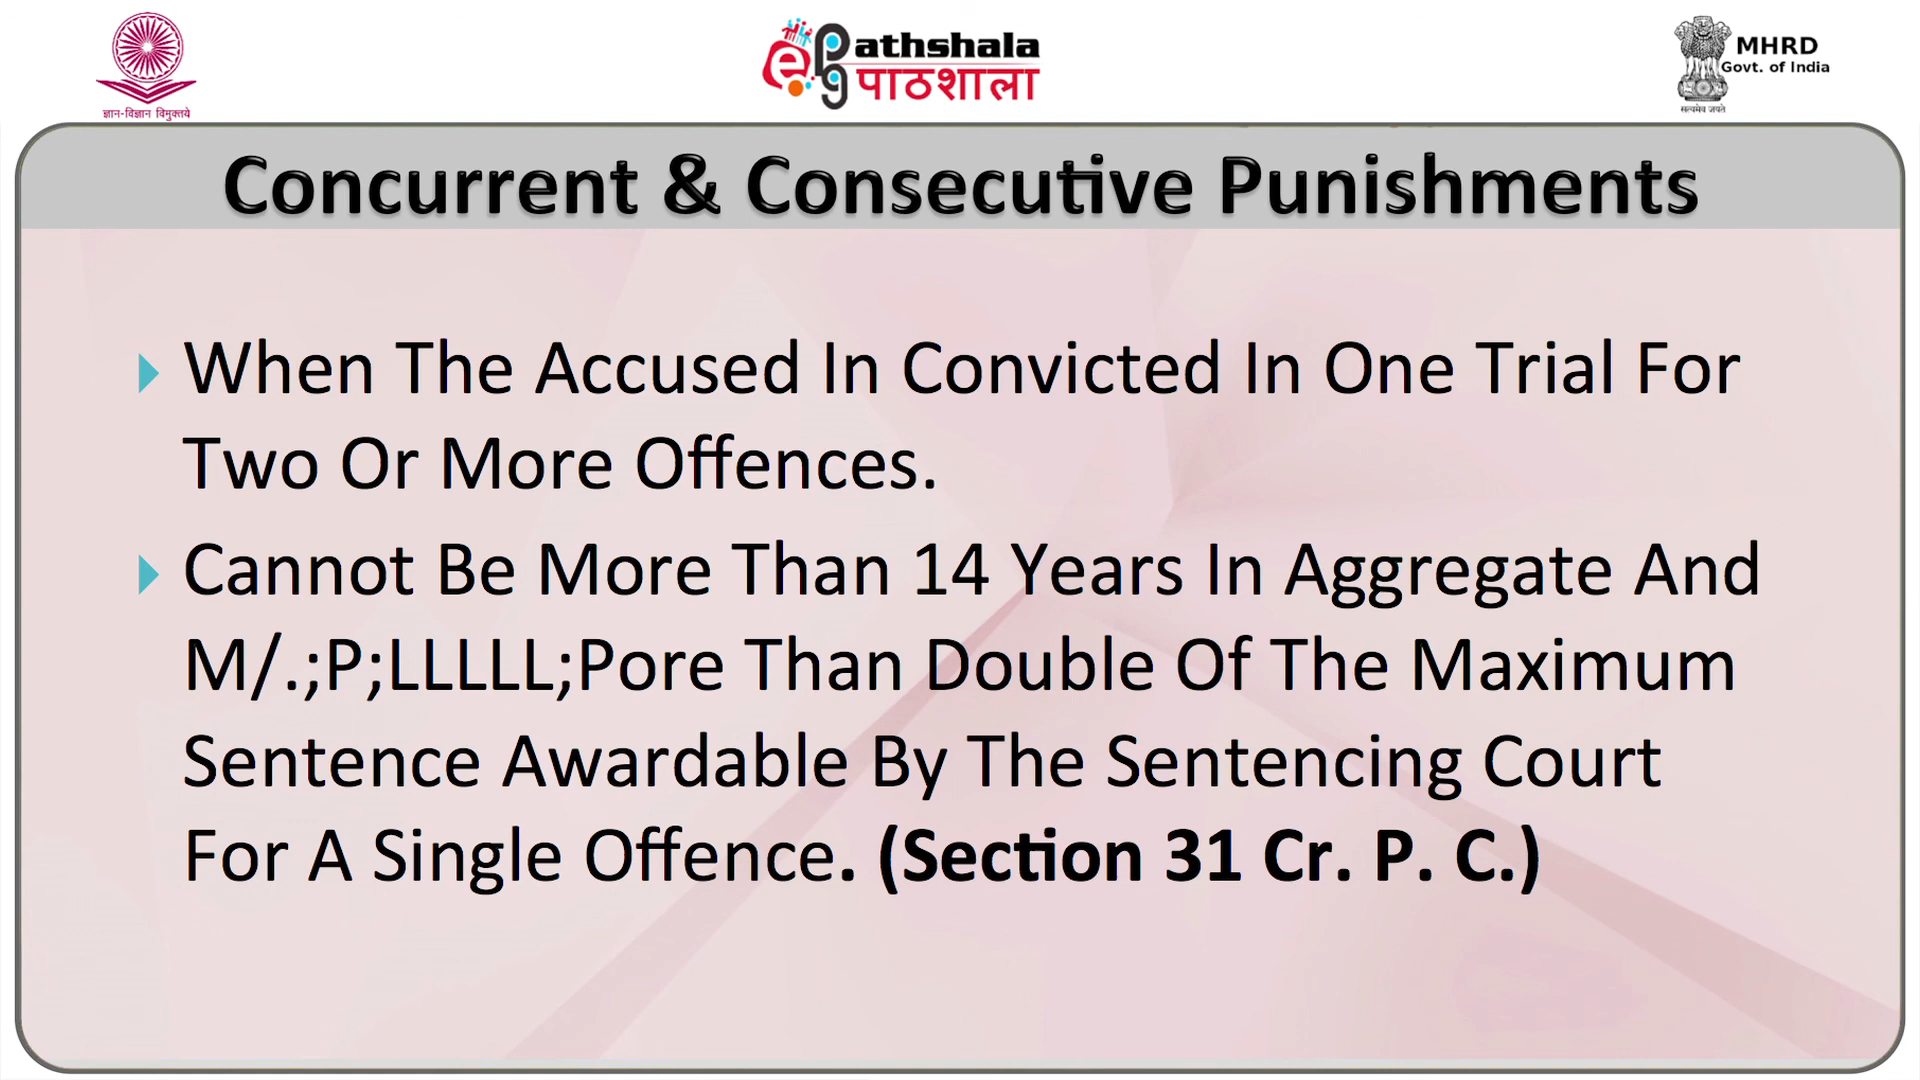 ज्ञान-विज्ञान विमुक्तये
e pg Pathshala
पाठशाला
MHRD
Govt. of India
सत्यमेव जयते
Concurrent & Consecutive Punishments
When The Accused In Convicted In One Trial For
Two Or More Offences.
Cannot Be More Than 14 Years In Aggregate And
M/.;P;LLLLL;Pore Than Double Of The Maximum
Sentence Awardable By The Sentencing Court
For A Single Offence. (Section 31 Cr. P. C.)